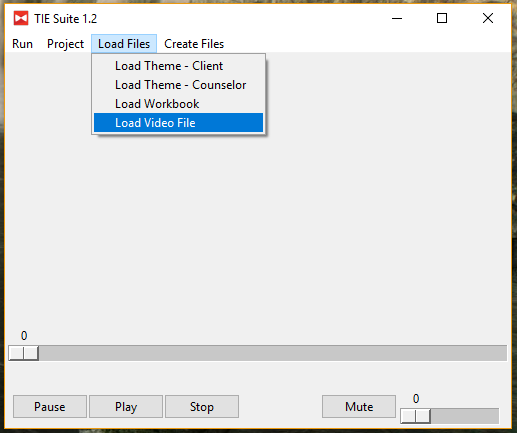 TIE Suite 1.2
Run Project Load Files Create Files
Load Theme - Client
Load Theme - Counselor
Load Workbook
Load Video File
0
Pause Play Stop Mute 0